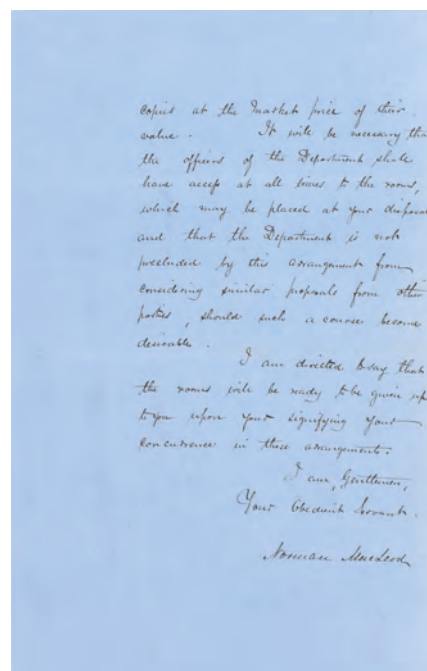 copies at the Market price of their
value. It will be necessary that
the officers of the Department shall
have access at all times to the rooms,
which may be placed at your disposal
and that the Department is not
precluded by this arrangement from
considering similar proposals from other
parties, should such a course become
desirable.
I am directed to say that
the rooms will be ready to be given up
to you upon your signifying your
concurrence in these arrangements.
I am, Gentlemen,
Your Obedient Servant.
Norman MacLeod